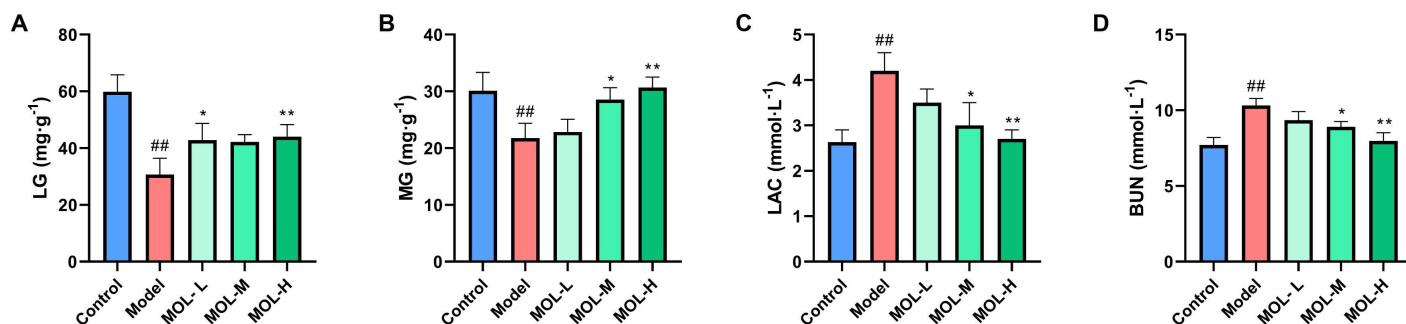 A
LG (mg·g⁻¹)
80
60
40
20
0
##
*
**
Control
Model
MOL- L
MOL-M
MOL-H
B
MG (mg·g⁻¹)
40
30
20
10
0
##
*
**
Control
Model
MOL- L
MOL-M
MOL-H
C
LAC (mmol·L⁻¹)
5
4
3
2
1
0
##
*
**
Control
Model
MOL- L
MOL-M
MOL-H
D
BUN (mmol·L⁻¹)
15
10
5
0
##
*
**
Control
Model
MOL- L
MOL-M
MOL-H